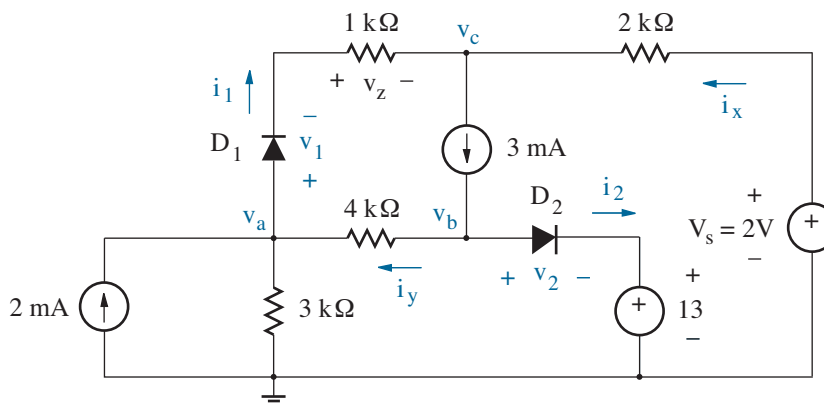 1 kΩ
v_c
2 kΩ
+ v_z −
i_1
i_x
−
D_1
v_1
3 mA
+
D_2
i_2
v_a
4 kΩ
v_b
+
V_s = 2V
+
−
+ v_2 −
i_y
+
2 mA
3 kΩ
+
13
−